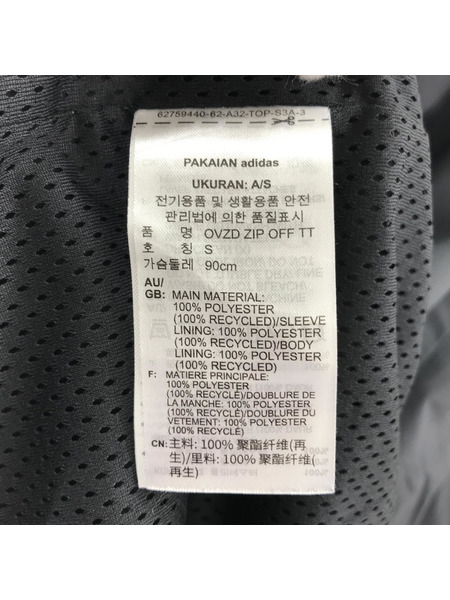 62759440-62-A32-TOP-S3A-3
PAKAIAN adidas
UKURAN: A/S
전기용품 및 생활용품 안전
관리법에 의한 품질표시
품 명 OVZD ZIP OFF TT
호 칭 S
가슴둘레 90cm
AU/
GB: MAIN MATERIAL:
100% POLYESTER
(100% RECYCLED)/SLEEVE
LINING: 100% POLYESTER
(100% RECYCLED)/BODY
LINING: 100% POLYESTER
(100% RECYCLED)
F: MATIERE PRINCIPALE:
100% POLYESTER
(100% RECYCLÉ)/DOUBLURE DE
LA MANCHE: 100% POLYESTER
(100% RECYCLÉ)/DOUBLURE DU
VETEMENT: 100% POLYESTER
(100% RECYCLÉ)
CN: 主料: 100% 聚酯纤维(再
生)/里料: 100% 聚酯纤维(
再生)